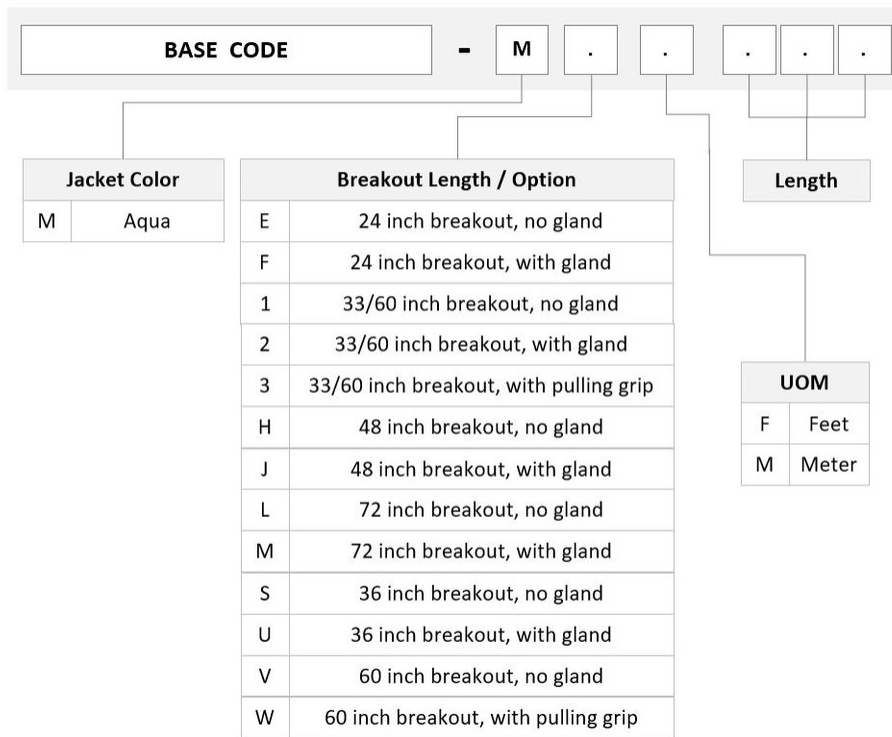 BASE CODE - M . . . . .
Jacket Color
M Aqua
Breakout Length / Option
E 24 inch breakout, no gland
F 24 inch breakout, with gland
1 33/60 inch breakout, no gland
2 33/60 inch breakout, with gland
3 33/60 inch breakout, with pulling grip
H 48 inch breakout, no gland
J 48 inch breakout, with gland
L 72 inch breakout, no gland
M 72 inch breakout, with gland
S 36 inch breakout, no gland
U 36 inch breakout, with gland
V 60 inch breakout, no gland
W 60 inch breakout, with pulling grip
Length
UOM
F Feet
M Meter